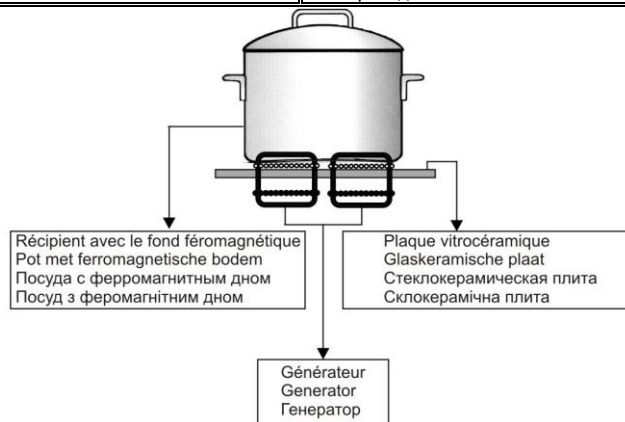 Récipient avec le fond féromagnétique
Pot met ferromagnetische bodem
Посуда с ферромагнитным дном
Посуд з феромагнітним дном
Plaque vitrocéramique
Glaskeramische plaat
Стеклокерамическая плита
Склокерамічна плита
Générateur
Generator
Генератор